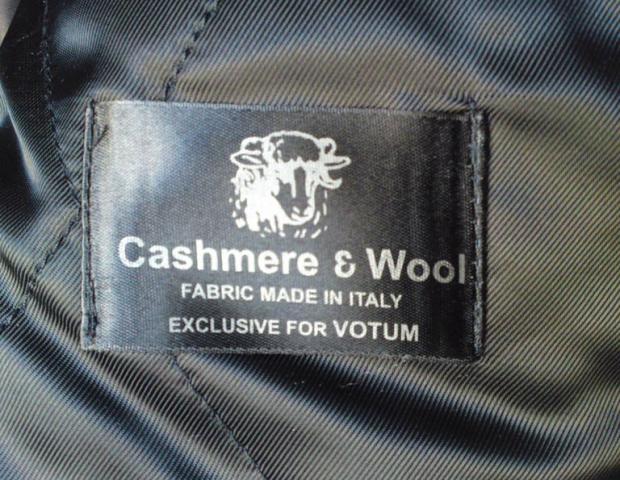 Cashmere & Wool
FABRIC MADE IN ITALY
EXCLUSIVE FOR VOTUM